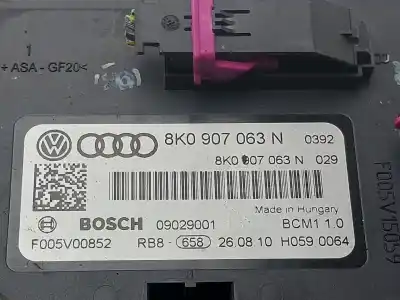 1
+ ASA - GF20<
8K0 907 063 N 0392
8K0 907 063 N 029
Made in Hungary
BOSCH 09029001 BCM1 1.0
F005V00852 RB8 - 658 26.08.10 H059 0064
F005V15059